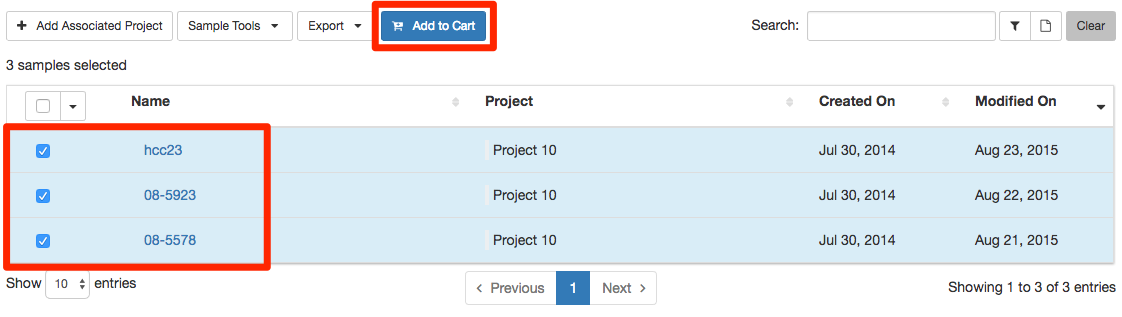 Add Associated Project Sample Tools Export Add to Cart Search: Clear
3 samples selected
Name Project Created On Modified On
hcc23 Project 10 Jul 30, 2014 Aug 23, 2015
08-5923 Project 10 Jul 30, 2014 Aug 22, 2015
08-5578 Project 10 Jul 30, 2014 Aug 21, 2015
Show 10 entries Previous 1 Next Showing 1 to 3 of 3 entries